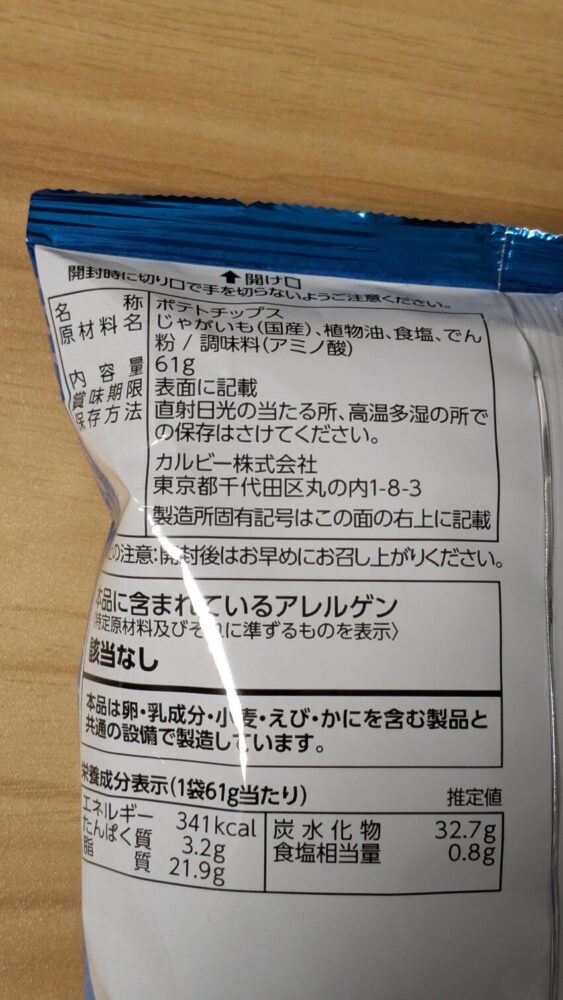 ⬆開け口
開封時に切り口で手を切らないようご注意ください。
名称 ポテトチップス
原材料名 じゃがいも(国産)、植物油、食塩、でん
粉 / 調味料(アミノ酸)
内容量 61g
賞味期限 表面に記載
保存方法 直射日光の当たる所、高温多湿の所で
の保存はさけてください。
カルビー株式会社
東京都千代田区丸の内1-8-3
製造所固有記号はこの面の右上に記載
の注意:開封後はお早めにお召し上がりください。
本品に含まれているアレルゲン
〈特定原材料及びそれに準ずるものを表示〉
該当なし
本品は卵・乳成分・小麦・えび・かにを含む製品と
共通の設備で製造しています。
栄養成分表示(1袋61g当たり) 推定値
エネルギー 341kcal 炭水化物 32.7g
たんぱく質 3.2g 食塩相当量 0.8g
脂質 21.9g